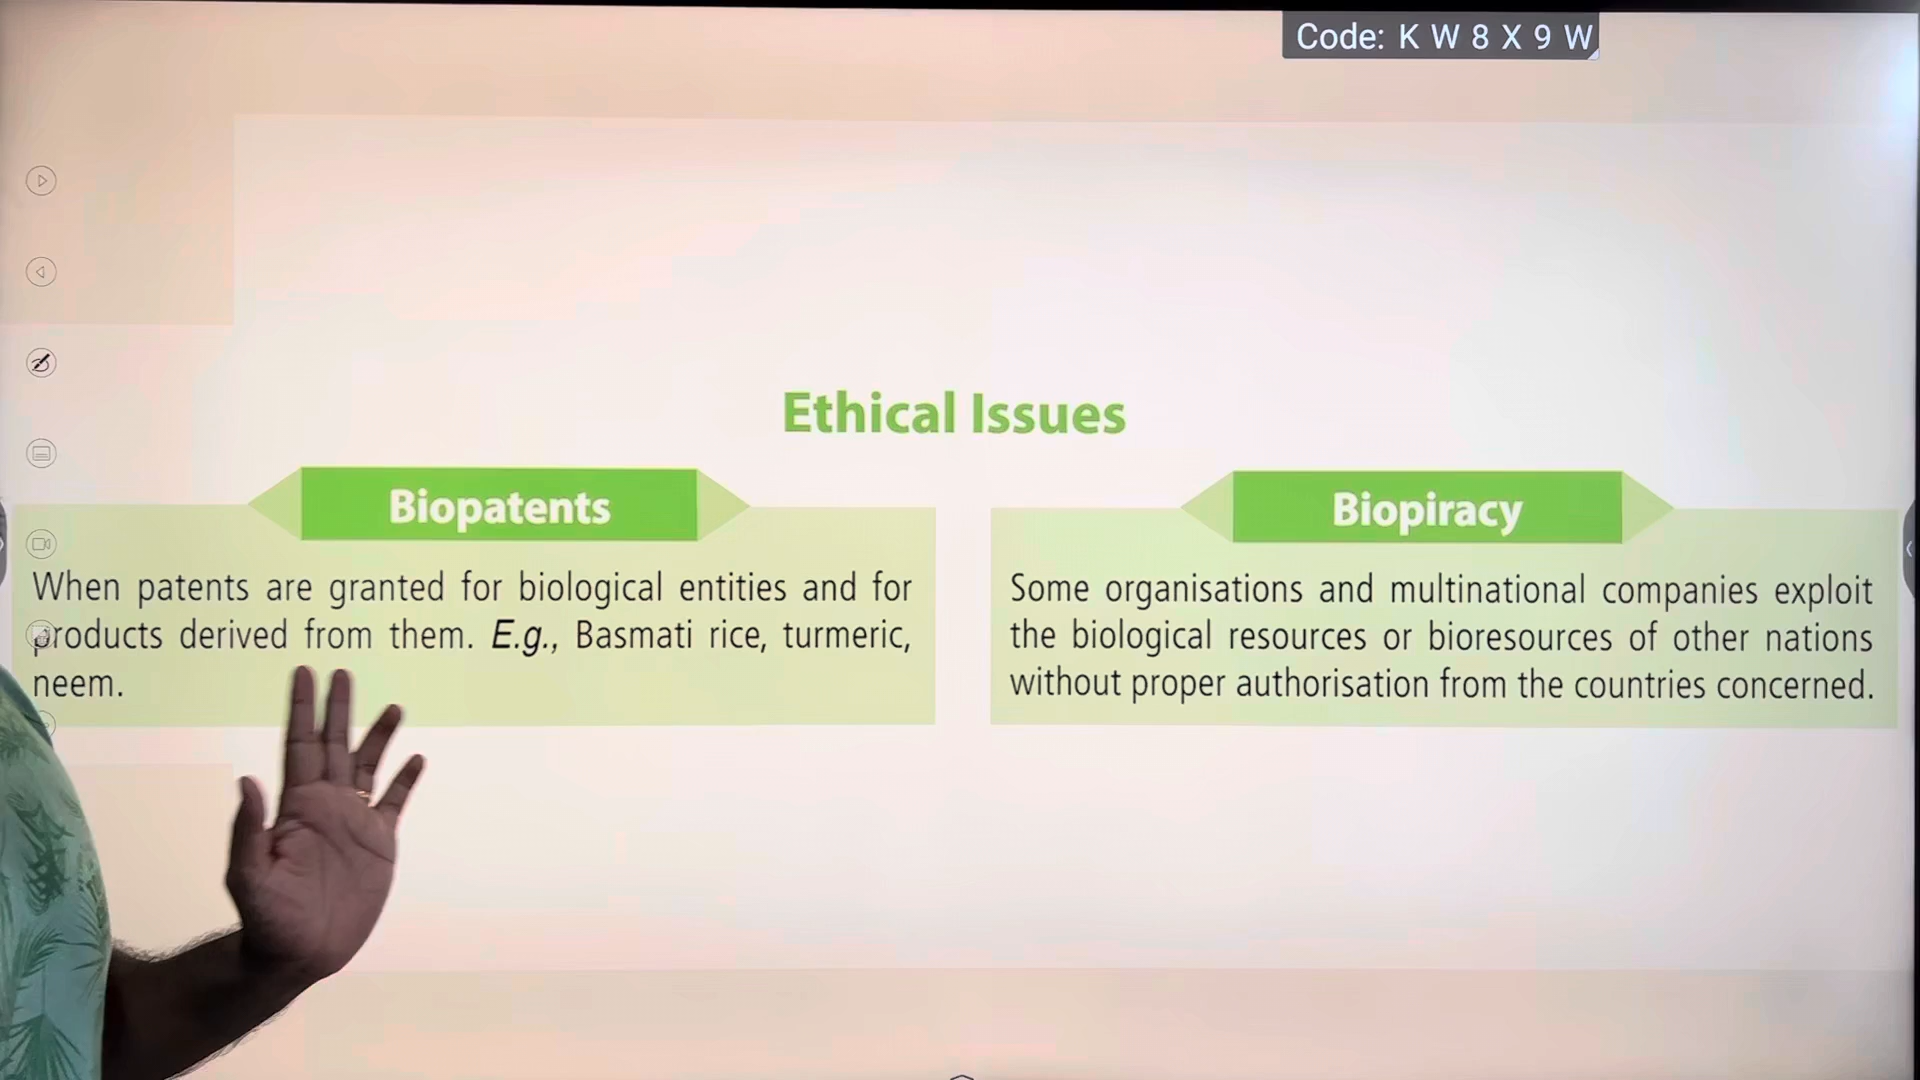 Code: K W 8 X 9 W
Ethical Issues
Biopatents
When patents are granted for biological entities and for
products derived from them. E.g., Basmati rice, turmeric,
neem.
Biopiracy
Some organisations and multinational companies exploit
the biological resources or bioresources of other nations
without proper authorisation from the countries concerned.